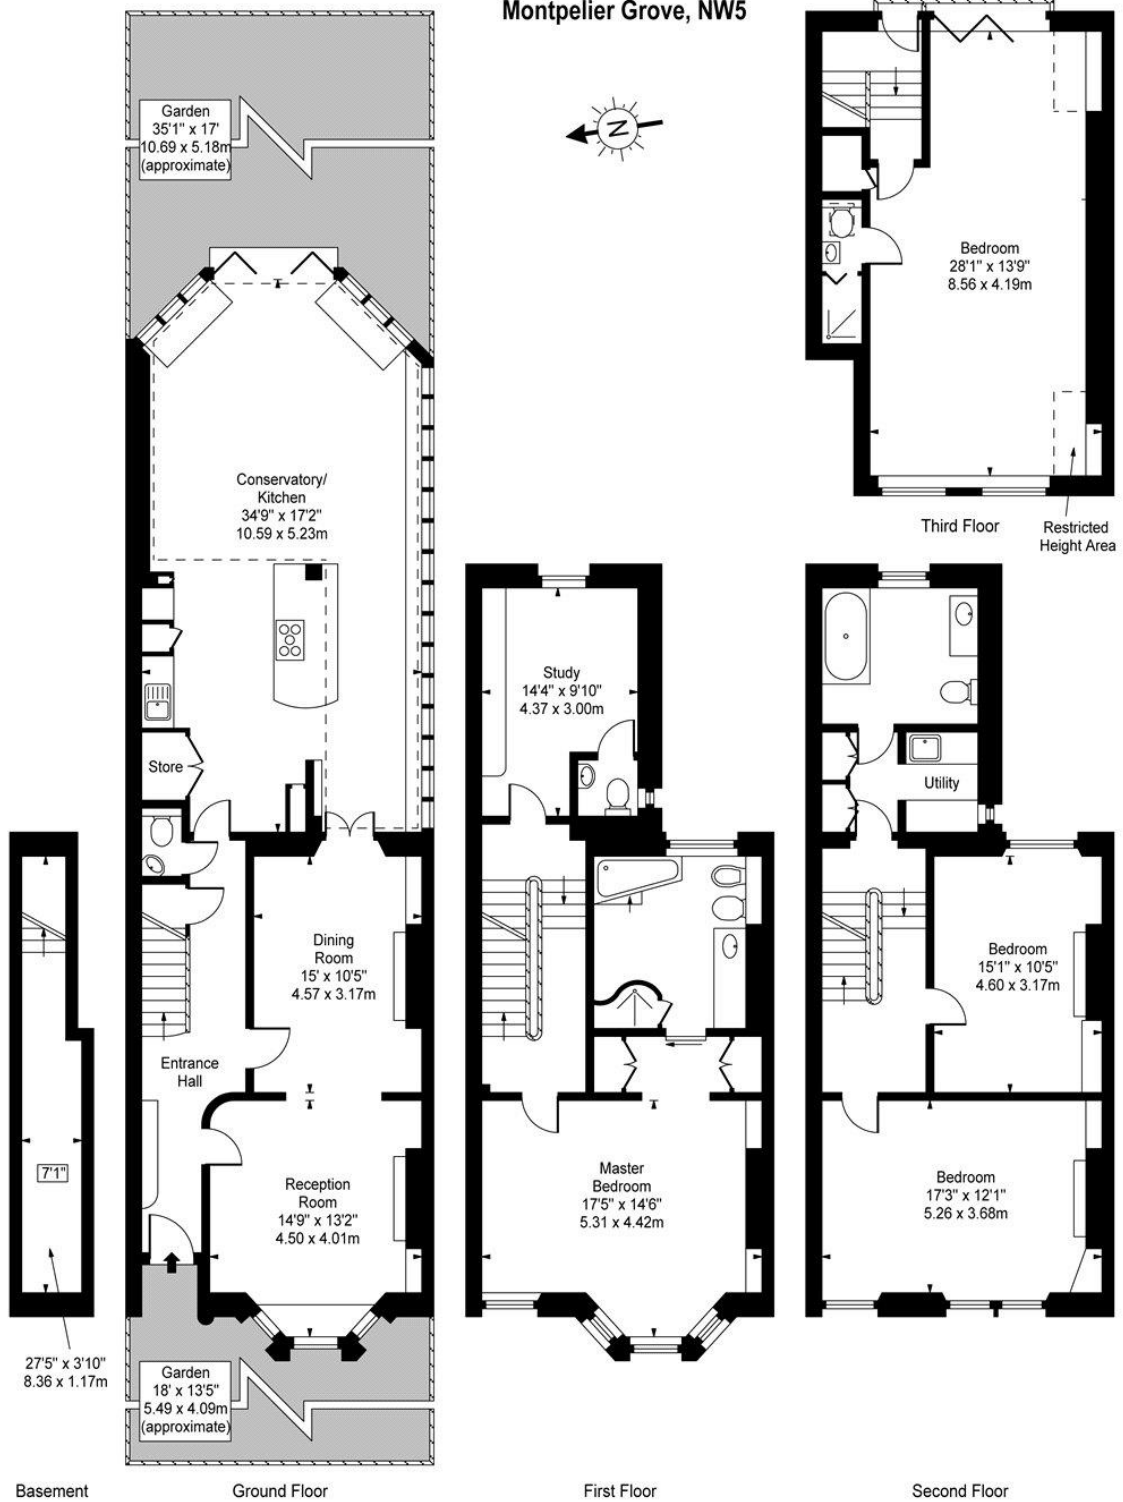 Montpelier Grove, NW5
N
Garden
35'1" x 17'
10.69 x 5.18m
(approximate)
Conservatory/
Kitchen
34'9" x 17'2"
10.59 x 5.23m
Store
Dining
Room
15' x 10'5"
4.57 x 3.17m
Entrance
Hall
Reception
Room
14'9" x 13'2"
4.50 x 4.01m
Garden
18' x 13'5"
5.49 x 4.09m
(approximate)
Ground Floor
7'1"
27'5" x 3'10"
8.36 x 1.17m
Basement
Study
14'4" x 9'10"
4.37 x 3.00m
Master
Bedroom
17'5" x 14'6"
5.31 x 4.42m
First Floor
Bedroom
28'1" x 13'9"
8.56 x 4.19m
Third Floor
Restricted
Height Area
Utility
Bedroom
15'1" x 10'5"
4.60 x 3.17m
Bedroom
17'3" x 12'1"
5.26 x 3.68m
Second Floor